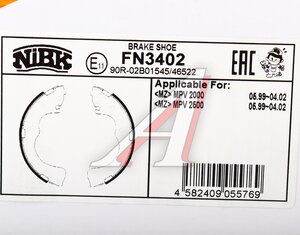 NiBK
BRAKE SHOE
FN3402
E11
90R-02B01545/46522
EAC
Applicable For:
<MZ> MPV 2000 06.99~04.02
<MZ> MPV 2500 06.99~04.02
4 582409 055769